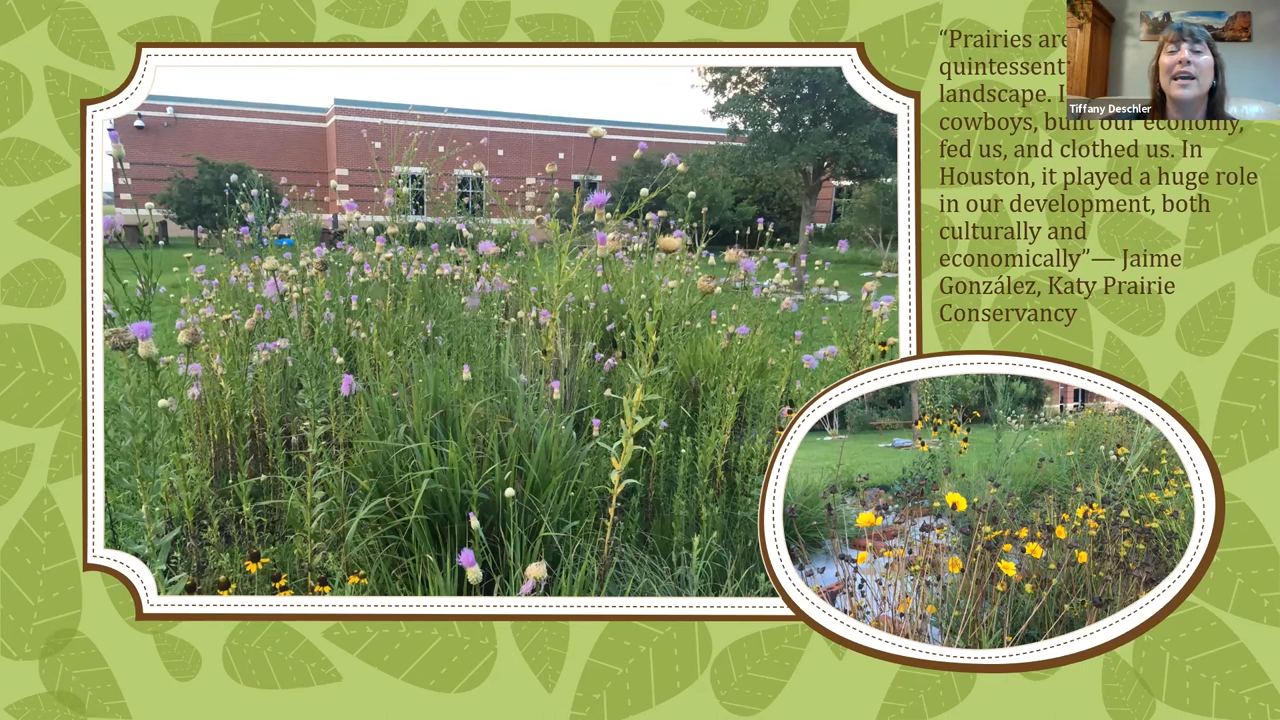 “Prairies are
quintessent
landscape. I
cowboys, built our economy,
fed us, and clothed us. In
Houston, it played a huge role
in our development, both
culturally and
economically”— Jaime
González, Katy Prairie
Conservancy
Tiffany Deschler